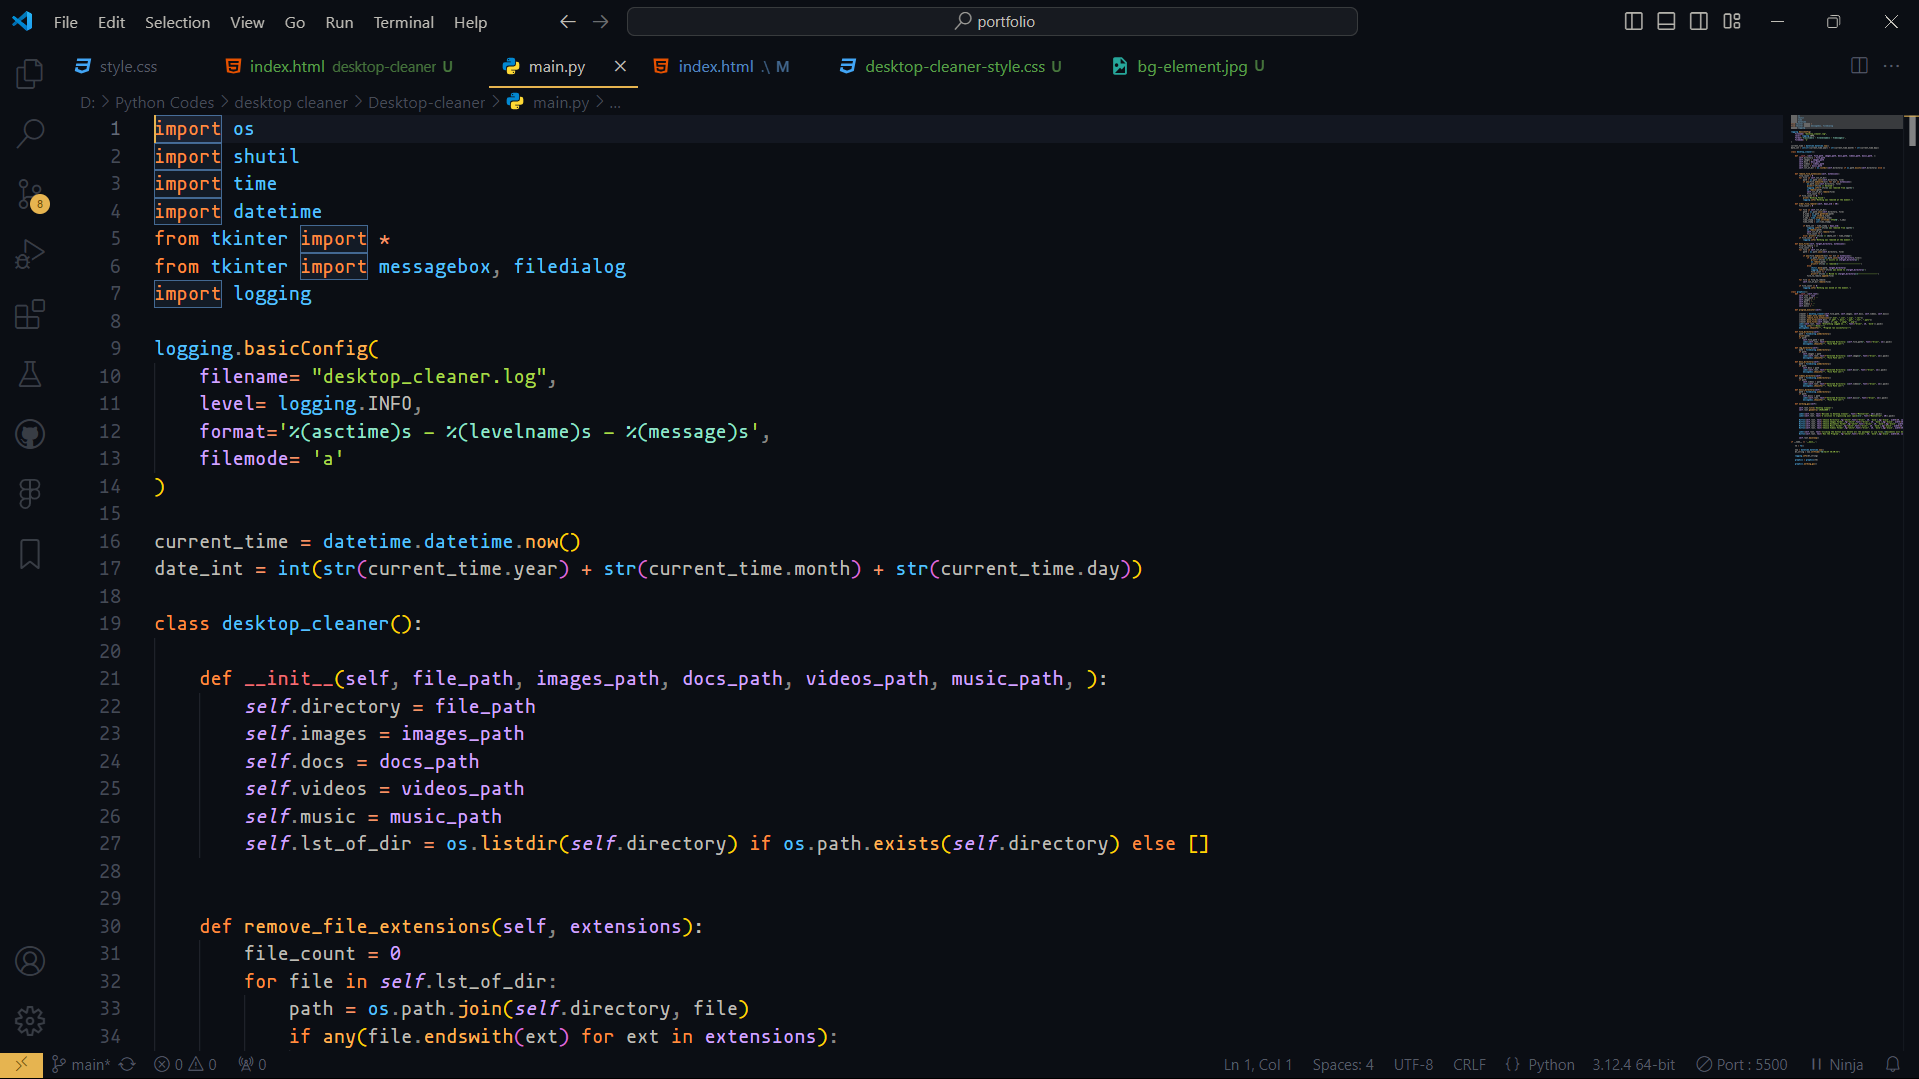 File Edit Selection View Go Run Terminal Help portfolio
style.css index.html desktop-cleaner U main.py index.html .\ M desktop-cleaner-style.css U bg-element.jpg U
D: > Python Codes > desktop cleaner > Desktop-cleaner > main.py > ...
1 import os
2 import shutil
3 import time
4 import datetime
5 from tkinter import *
6 from tkinter import messagebox, filedialog
7 import logging
8
9 logging.basicConfig(
10     filename= "desktop_cleaner.log",
11     level= logging.INFO,
12     format='%(asctime)s - %(levelname)s - %(message)s',
13     filemode= 'a'
14 )
15
16 current_time = datetime.datetime.now()
17 date_int = int(str(current_time.year) + str(current_time.month) + str(current_time.day))
18
19 class desktop_cleaner():
20
21     def __init__(self, file_path, images_path, docs_path, videos_path, music_path, ):
22         self.directory = file_path
23         self.images = images_path
24         self.docs = docs_path
25         self.videos = videos_path
26         self.music = music_path
27         self.lst_of_dir = os.listdir(self.directory) if os.path.exists(self.directory) else []
28
29
30     def remove_file_extensions(self, extensions):
31         file_count = 0
32         for file in self.lst_of_dir:
33             path = os.path.join(self.directory, file)
34             if any(file.endswith(ext) for ext in extensions):
8
main* 0 0 0 Ln 1, Col 1 Spaces: 4 UTF-8 CRLF {} Python 3.12.4 64-bit Port : 5500 Ninja